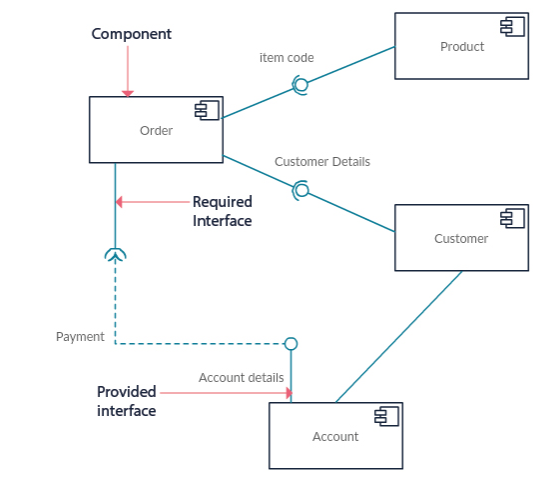 Component
item code
Product
Order
Customer Details
Required
Interface
Customer
Payment
Account details
Provided
interface
Account